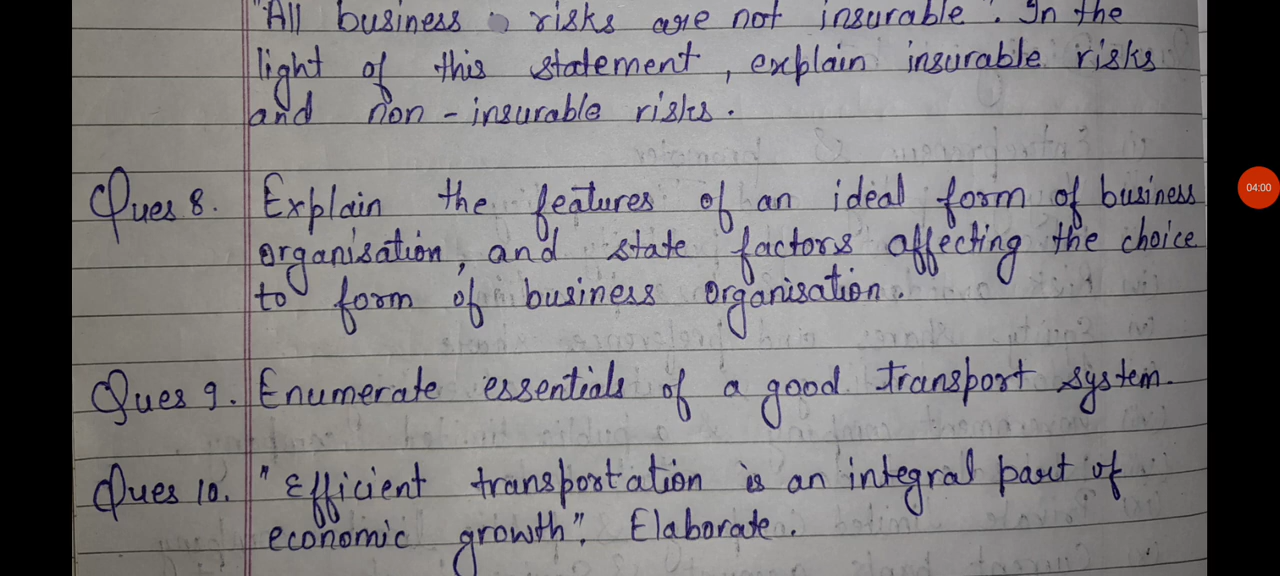 "All business risks are not insurable". In the
light of this statement, explain insurable risks
and non-insurable risks.
Ques 8. Explain the features of an ideal form of business
organisation, and state factors affecting the choice
to form of business organisation.
Ques 9. Enumerate essentials of a good transport system.
Ques 10. "Efficient transportation is an integral part of
economic growth". Elaborate.
04:00